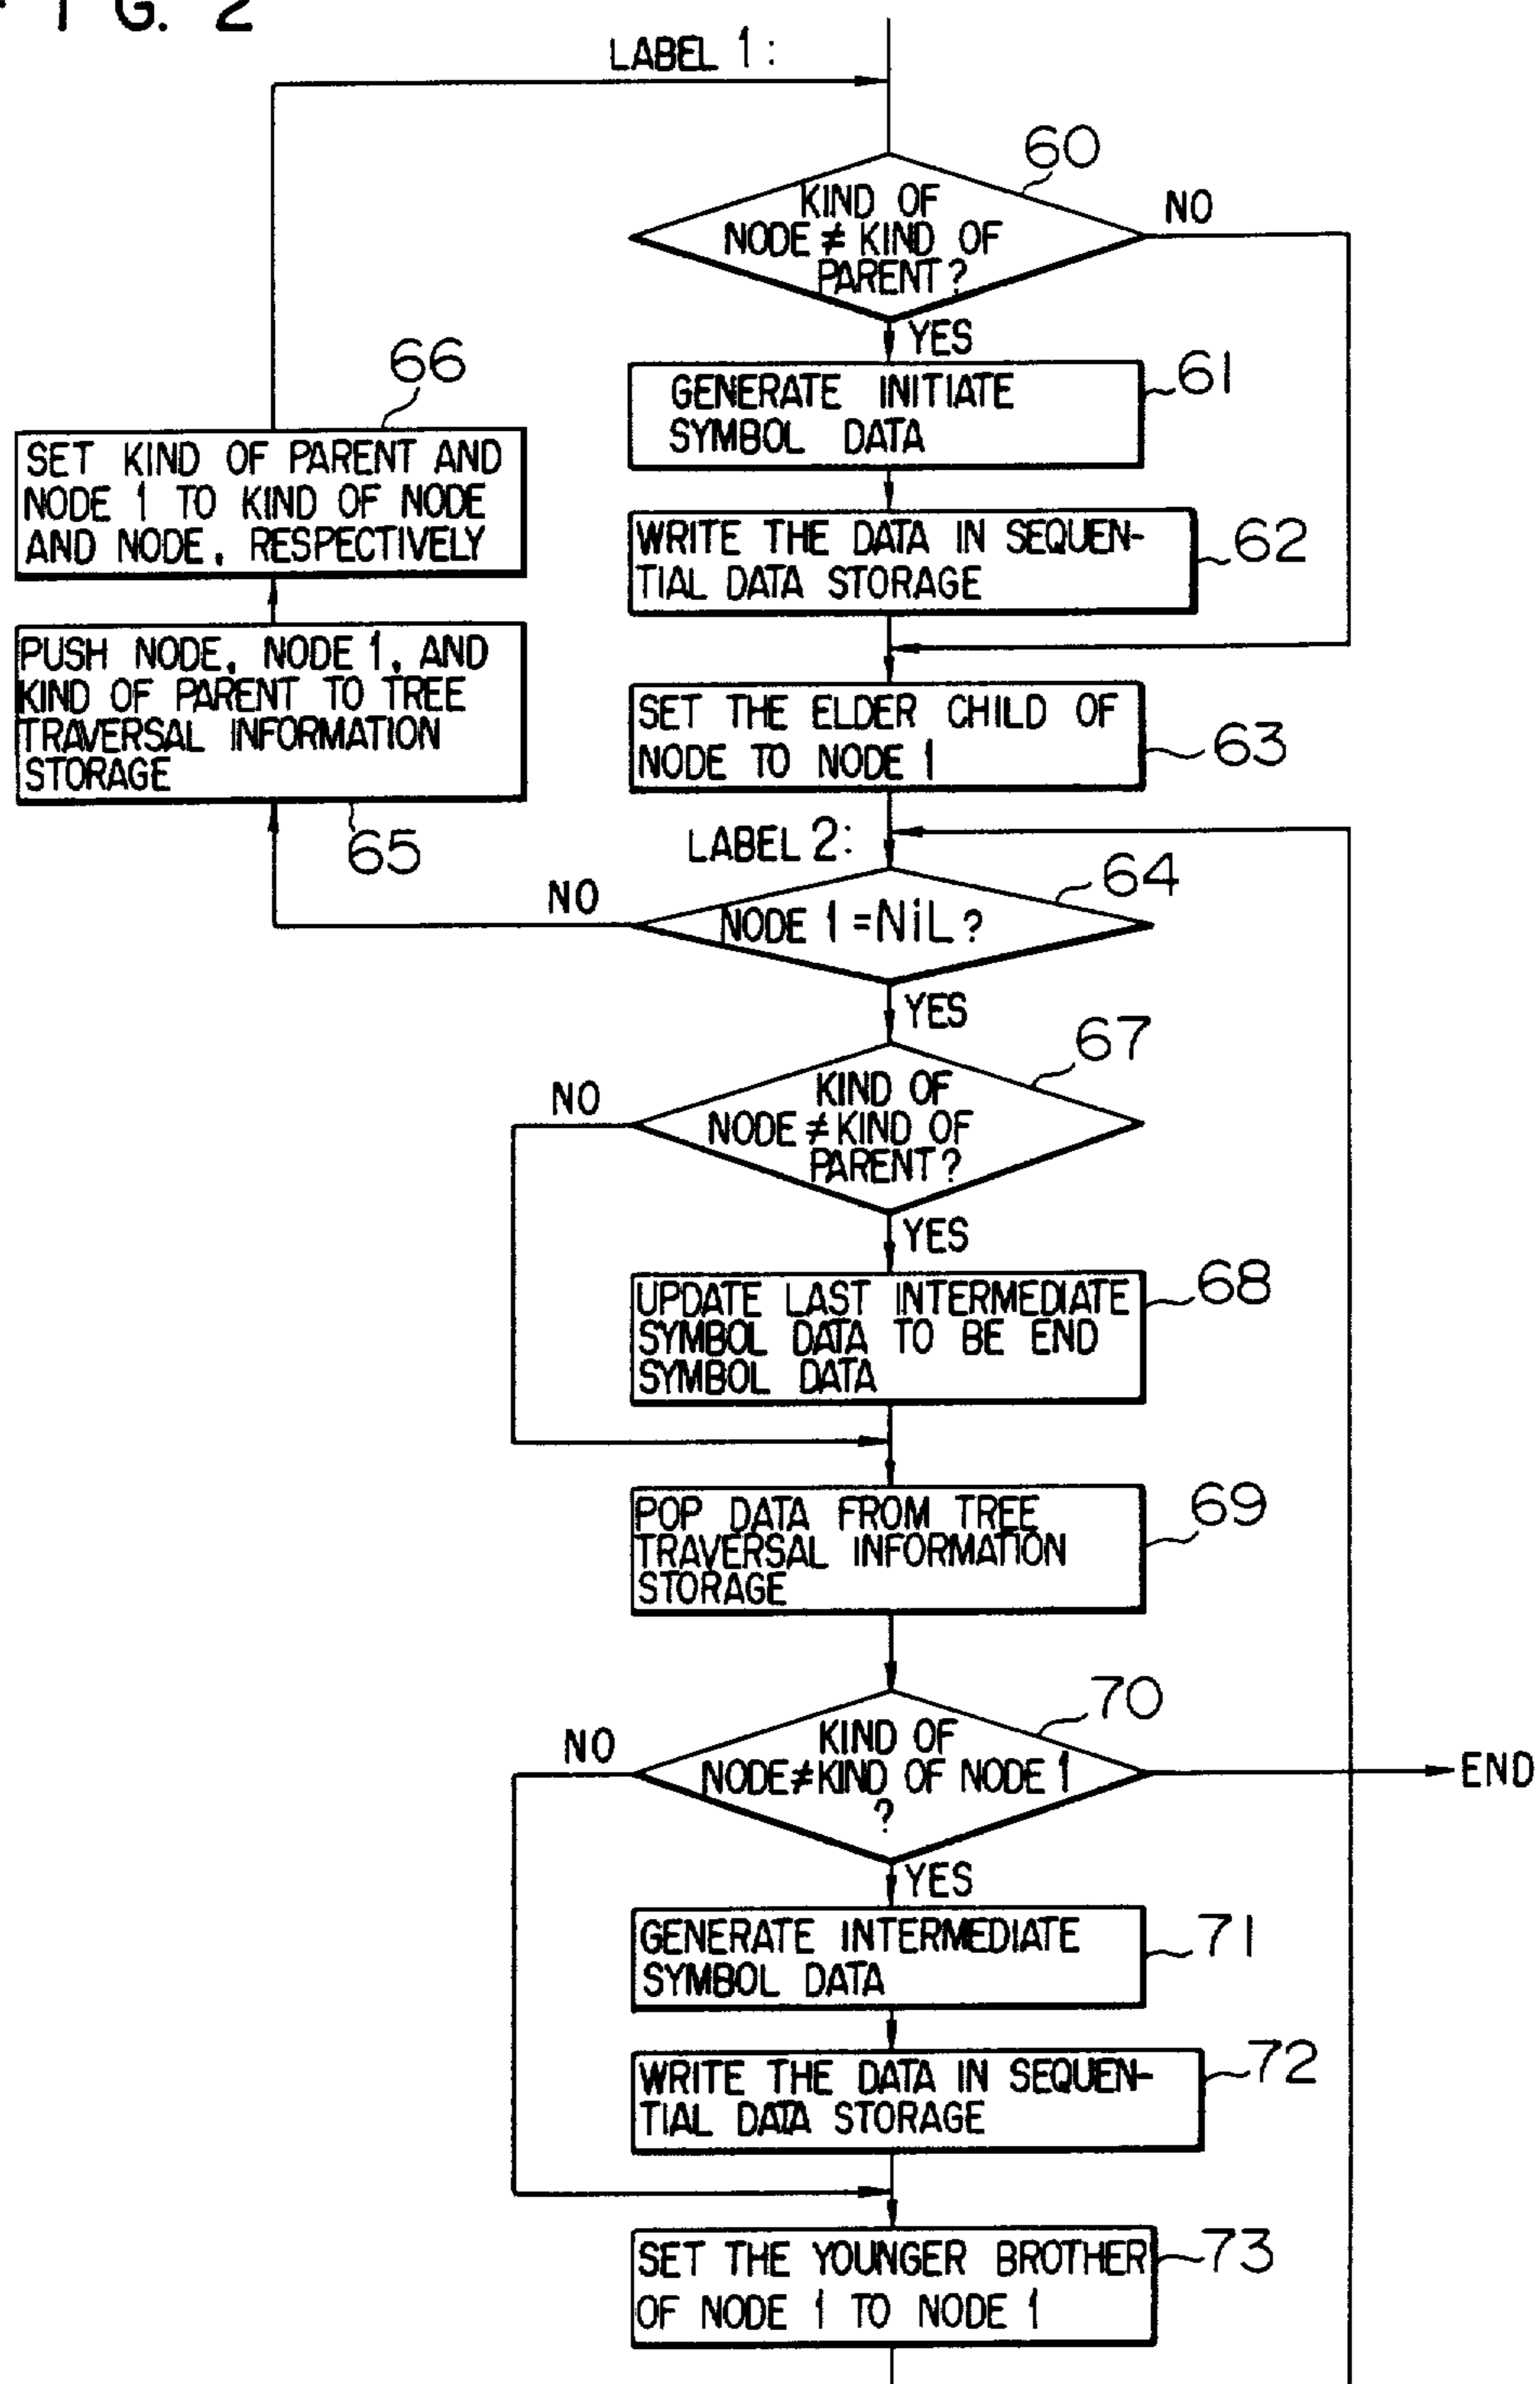 FIG. 2
LABEL 1:
60
KIND OF
NODE ≠ KIND OF
PARENT?
NO
YES
61
GENERATE INITIATE
SYMBOL DATA
66
SET KIND OF PARENT AND
NODE 1 TO KIND OF NODE
AND NODE, RESPECTIVELY
62
WRITE THE DATA IN SEQUEN-
TIAL DATA STORAGE
PUSH NODE, NODE 1, AND
KIND OF PARENT TO TREE
TRAVERSAL INFORMATION
STORAGE
65
SET THE ELDER CHILD OF
NODE TO NODE 1
63
LABEL 2:
64
NO
NODE 1 = NiL ?
YES
67
NO
KIND OF
NODE ≠ KIND OF
PARENT?
YES
68
UPDATE LAST INTERMEDIATE
SYMBOL DATA TO BE END
SYMBOL DATA
69
POP DATA FROM TREE
TRAVERSAL INFORMATION
STORAGE
70
NO
KIND OF
NODE ≠ KIND OF NODE 1
?
END
YES
71
GENERATE INTERMEDIATE
SYMBOL DATA
72
WRITE THE DATA IN SEQUEN-
TIAL DATA STORAGE
73
SET THE YOUNGER BROTHER
OF NODE 1 TO NODE 1